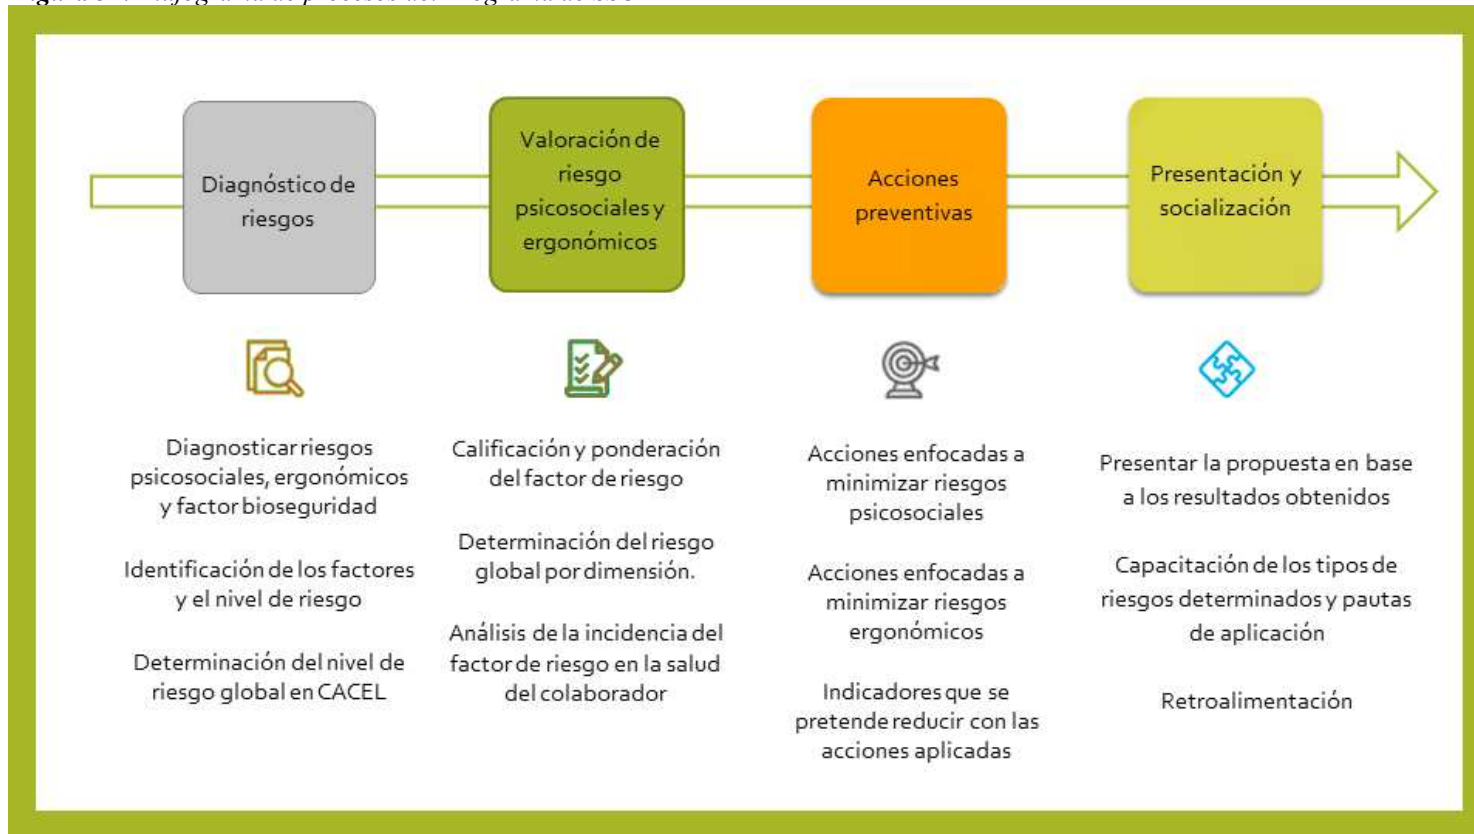 Diagnóstico de
riesgos
Valoración de
riesgo
psicosociales y
ergonómicos
Acciones
preventivas
Presentación y
socialización
Diagnosticar riesgos
psicosociales, ergonómicos
y factor bioseguridad
Identificación de los factores
y el nivel de riesgo
Determinación del nivel de
riesgo global en CACEL
Calificación y ponderación
del factor de riesgo
Determinación del riesgo
global por dimensión.
Análisis de la incidencia del
factor de riesgo en la salud
del colaborador
Acciones enfocadas a
minimizar riesgos
psicosociales
Acciones enfocadas a
minimizar riesgos
ergonómicos
Indicadores que se
pretende reducir con las
acciones aplicadas
Presentar la propuesta en base
a los resultados obtenidos
Capacitación de los tipos de
riesgos determinados y pautas
de aplicación
Retroalimentación